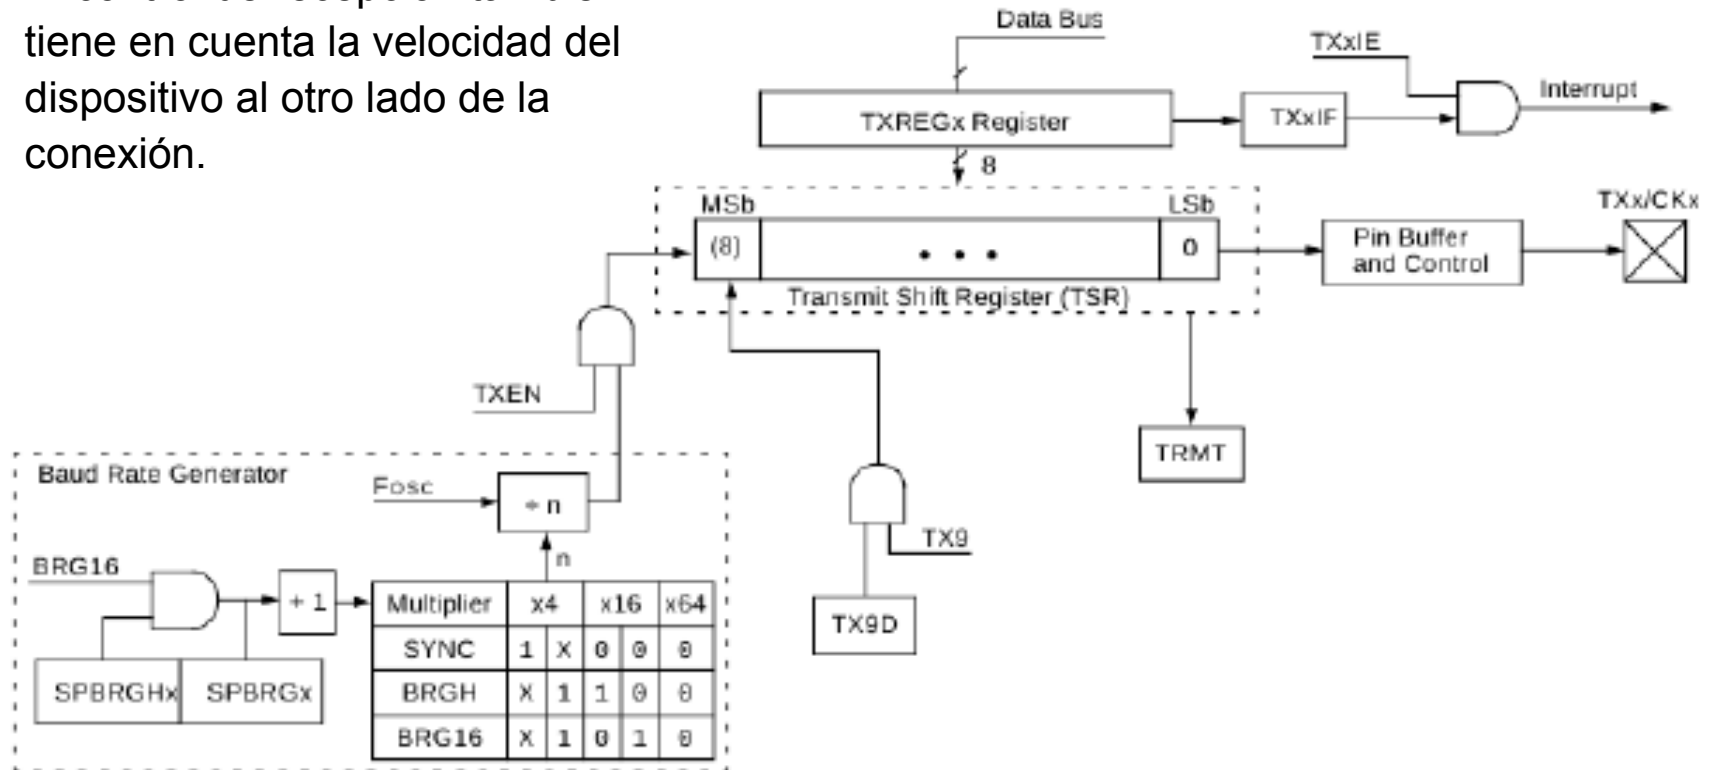 tiene en cuenta la velocidad del
dispositivo al otro lado de la
conexión.
Data Bus
TXxIE
Interrupt
TXREGx Register
TXxIF
8
MSb
LSb
TXx/CKx
(8)
• • •
0
Pin Buffer
and Control
Transmit Shift Register (TSR)
TXEN
TRMT
Baud Rate Generator
Fosc
÷ n
n
TX9
BRG16
+ 1
Multiplier x4 x16 x64
SYNC 1 X 0 0 0
BRGH X 1 1 0 0
BRG16 X 1 0 1 0
SPBRGHx
SPBRGx
TX9D